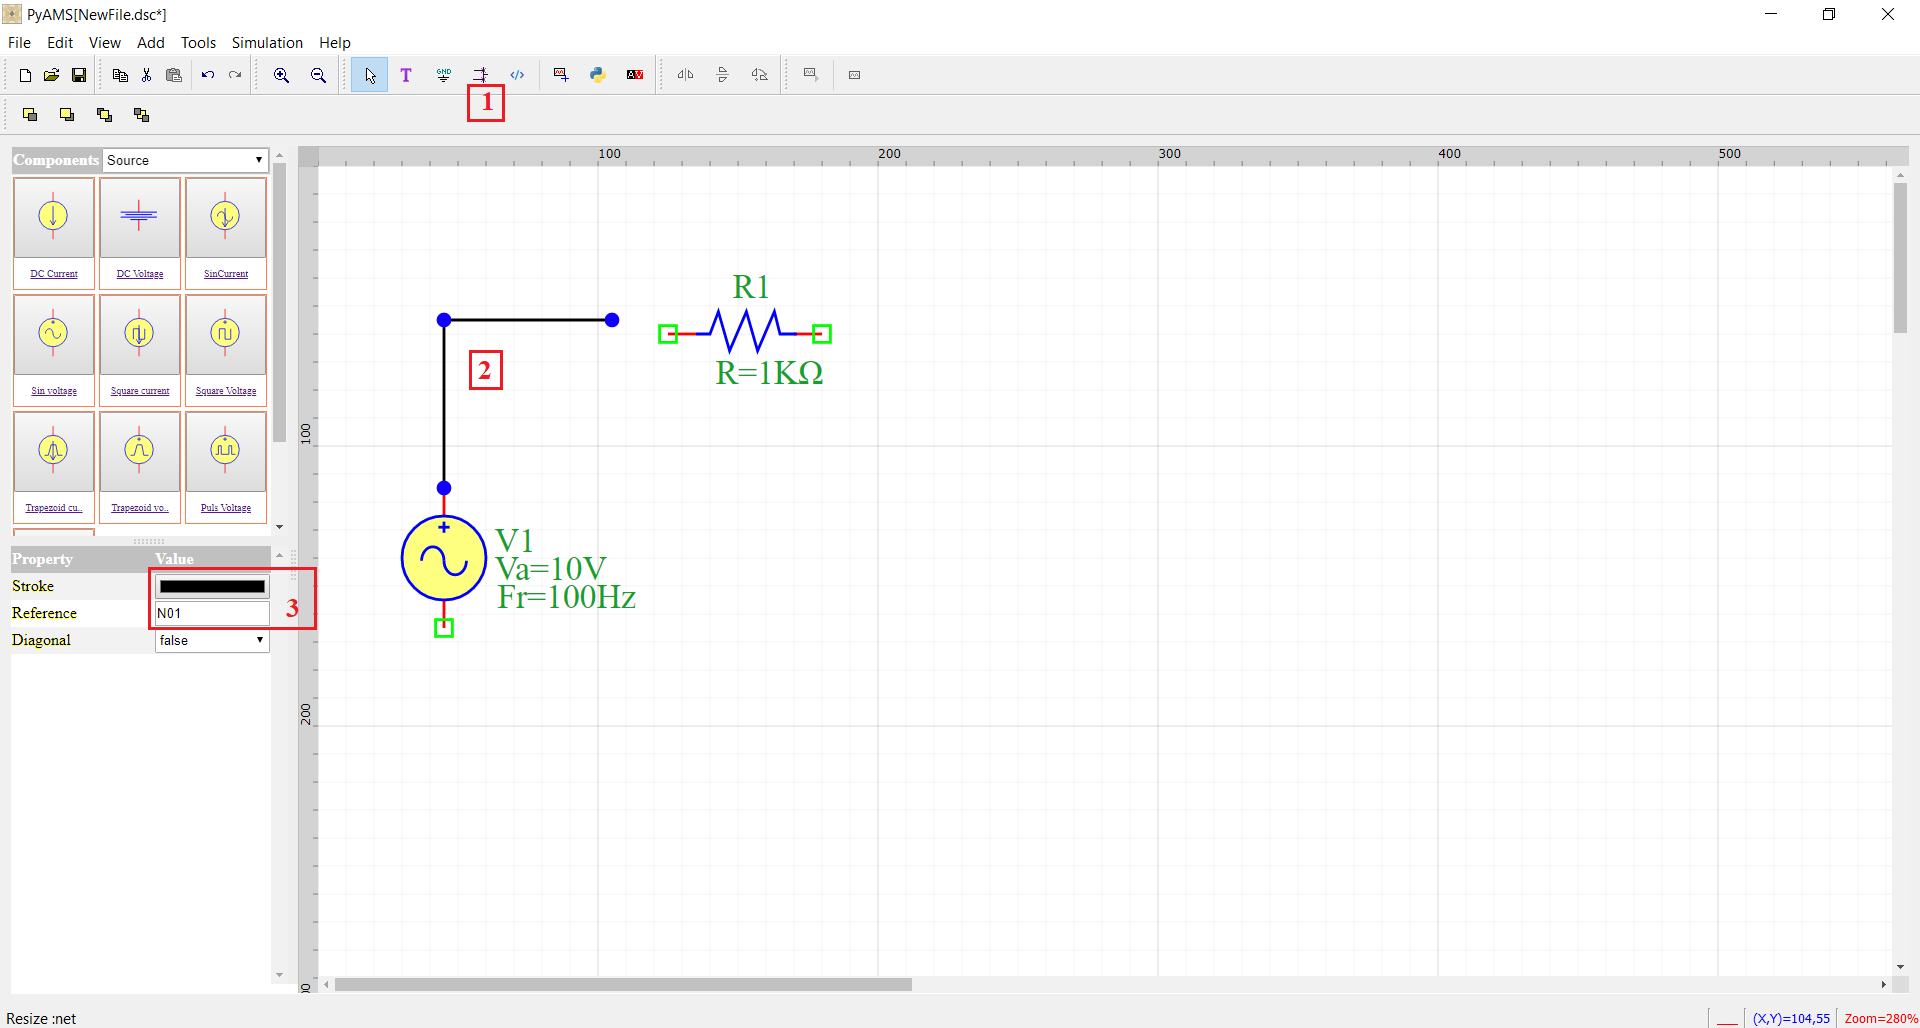 PyAMS[NewFile.dsc*]
File Edit View Add Tools Simulation Help
T GND </> AV
1
Components Source
DC Current DC Voltage SinCurrent
Sin voltage Square current Square Voltage
Trapezoid cu.. Trapezoid vo.. Puls Voltage
Property Value
Stroke
Reference N01
Diagonal false
3
100 200 300 400 500
100
200
R1
R=1KΩ
2
V1
Va=10V
Fr=100Hz
Resize :net
(X,Y)=104,55 Zoom=280%